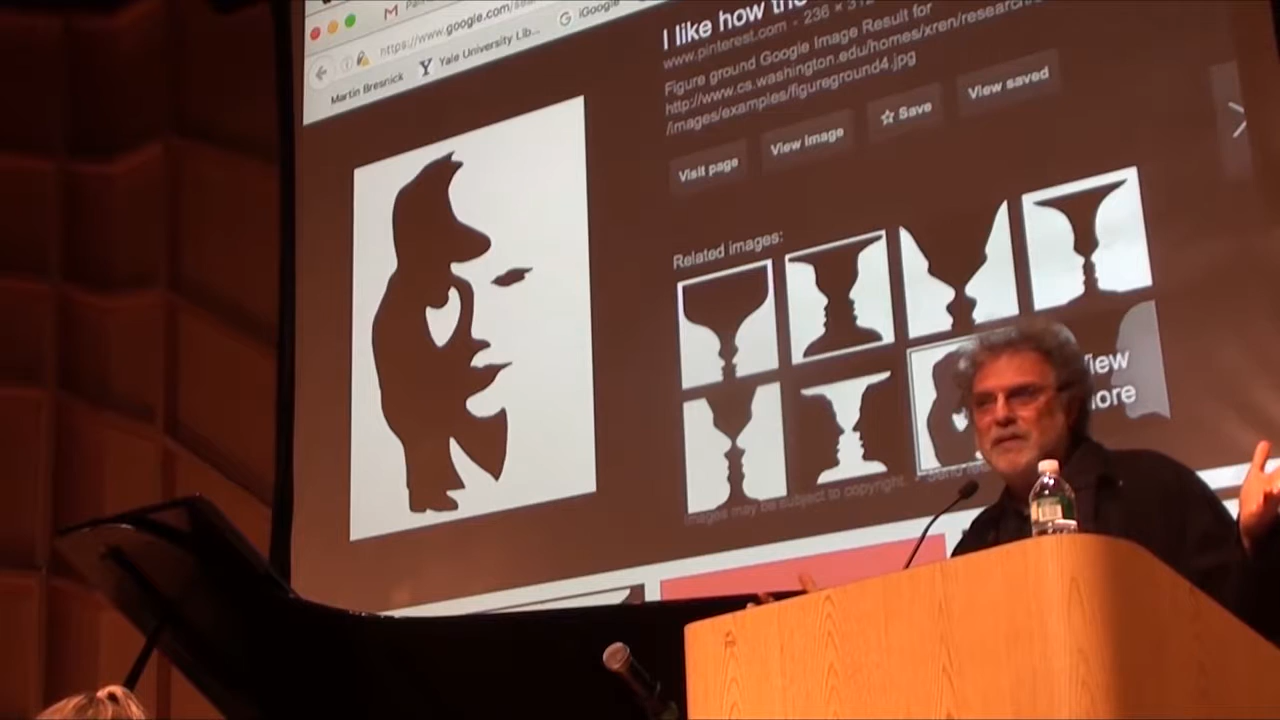 https://www.google.com/sea
iGoogle
Martin Bresnick
Yale University Lib...
I like how the
www.pinterest.com - 236 × 31
Figure ground Google Image Result for
http://www.cs.washington.edu/homes/xren/research
/images/examples/figureground4.jpg
Visit page
View image
Save
View saved
Related images:
View
more
Images may be subject to copyright.